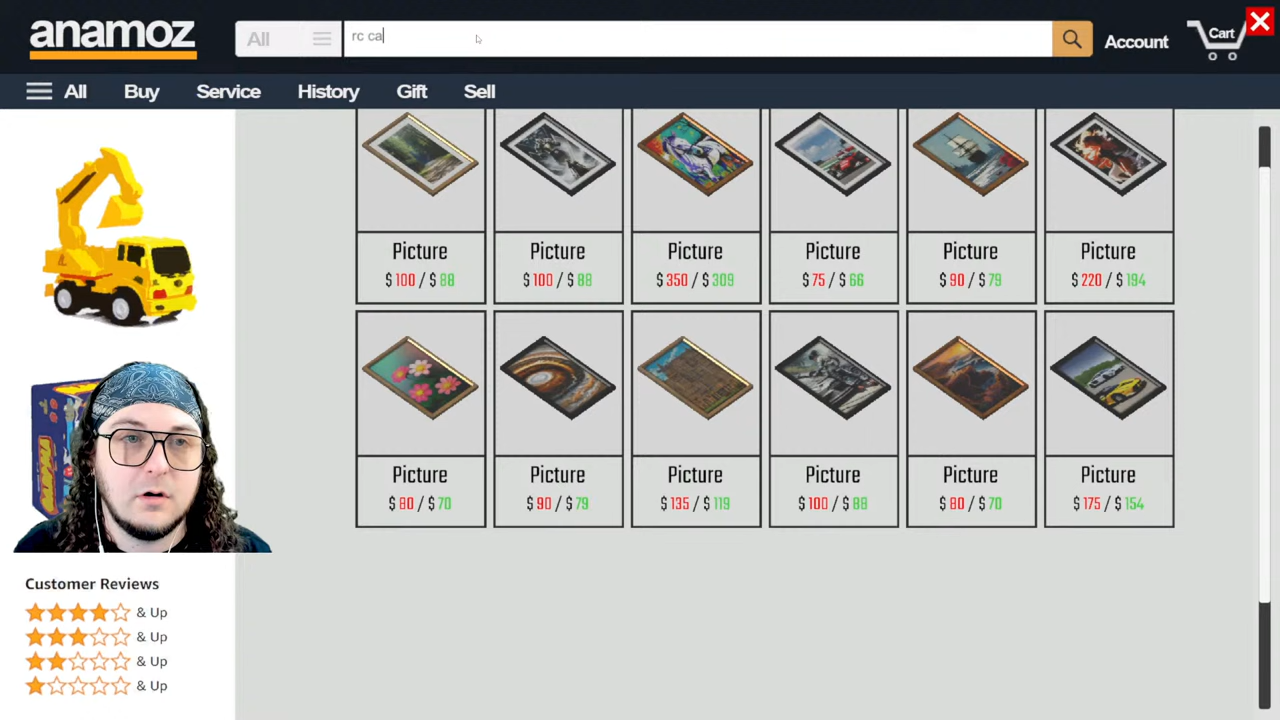 anamoz
All
rc ca
Account
Cart
All Buy Service History Gift Sell
Picture Picture Picture Picture Picture Picture
$ 100 / $ 88 $ 100 / $ 88 $ 350 / $ 309 $ 75 / $ 66 $ 90 / $ 79 $ 220 / $ 194
Picture Picture Picture Picture Picture Picture
$ 80 / $ 70 $ 90 / $ 79 $ 135 / $ 119 $ 100 / $ 88 $ 80 / $ 70 $ 175 / $ 154
Customer Reviews
& Up
& Up
& Up
& Up